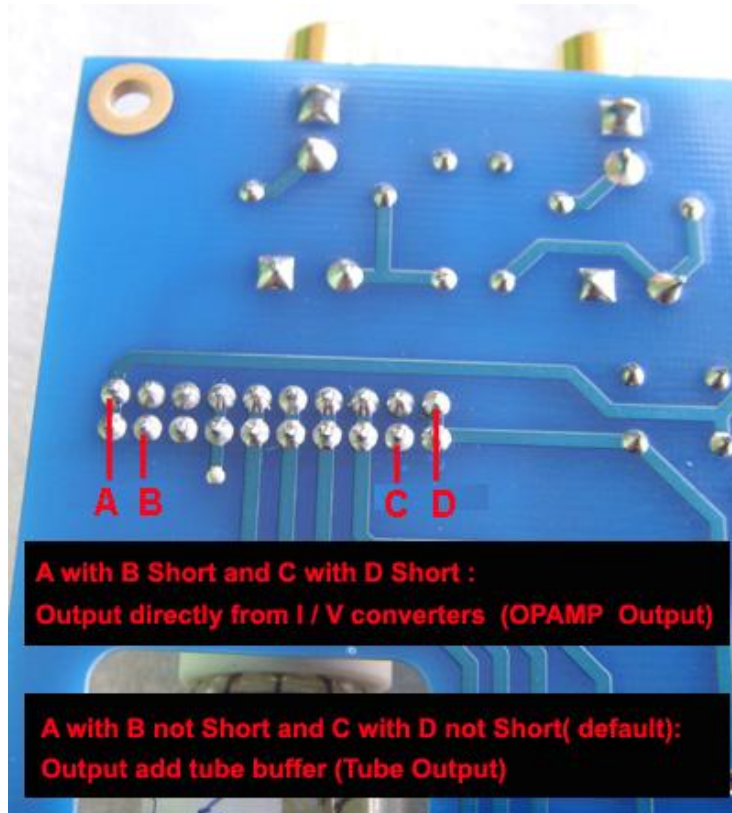 A B C D
A with B Short and C with D Short :
Output directly from I / V converters (OPAMP Output)
A with B not Short and C with D not Short( default):
Output add tube buffer (Tube Output)